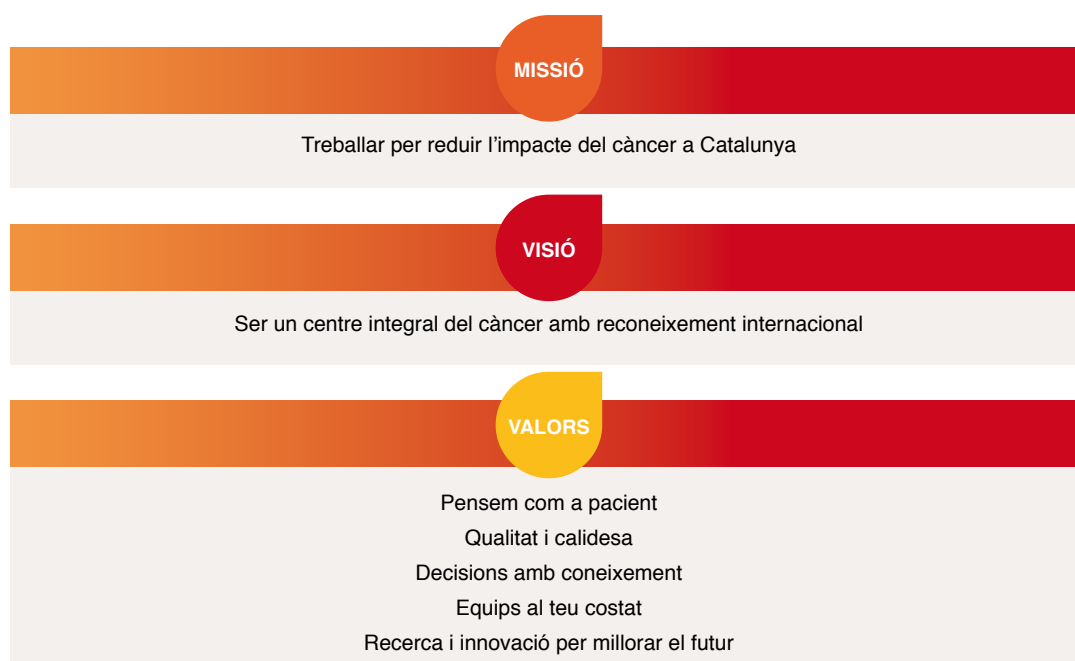 MISSIÓ
Treballar per reduir l’impacte del càncer a Catalunya
VISIÓ
Ser un centre integral del càncer amb reconeixement internacional
VALORS
Pensem com a pacient
Qualitat i calidesa
Decisions amb coneixement
Equips al teu costat
Recerca i innovació per millorar el futur